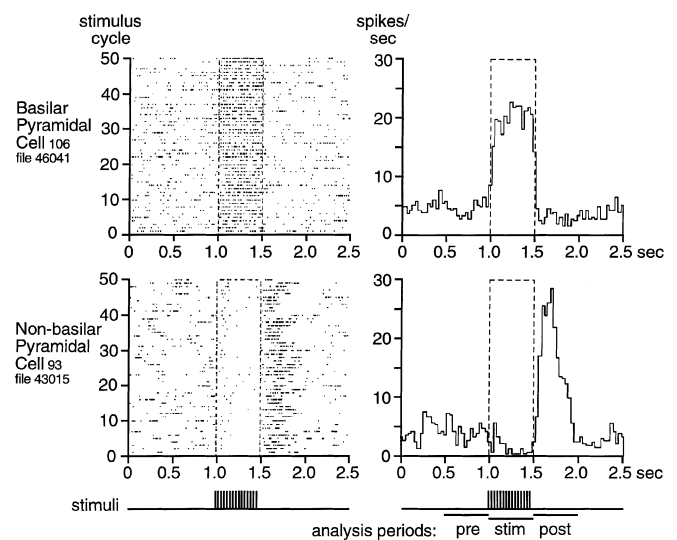 stimulus
cycle
spikes/
sec
50
40
30
20
10
0
0 0.5 1.0 1.5 2.0 2.5
Basilar
Pyramidal
Cell 106
file 46041
30
20
10
0
0 0.5 1.0 1.5 2.0 2.5 sec
50
40
30
20
10
0
0 0.5 1.0 1.5 2.0 2.5
Non-basilar
Pyramidal
Cell 93
file 43015
30
20
10
0
0 0.5 1.0 1.5 2.0 2.5 sec
stimuli
analysis periods: pre stim post